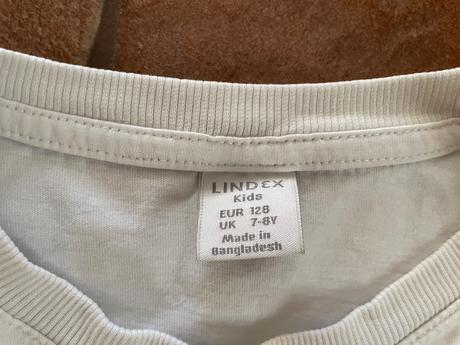 LINDEX
Kids
EUR 128
UK 7-8Y
Made in
Bangladesh